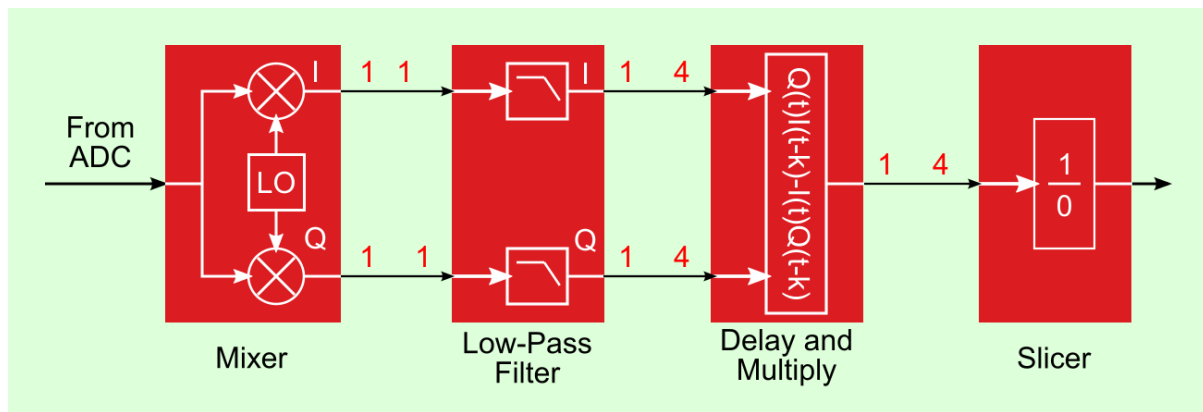 I
1 1
I
1 4
From
ADC
LO
Q(t)I(t-k)-I(t)Q(t-k)
1 4
1
0
Q
1 1
Q
1 4
Mixer
Low-Pass
Filter
Delay and
Multiply
Slicer